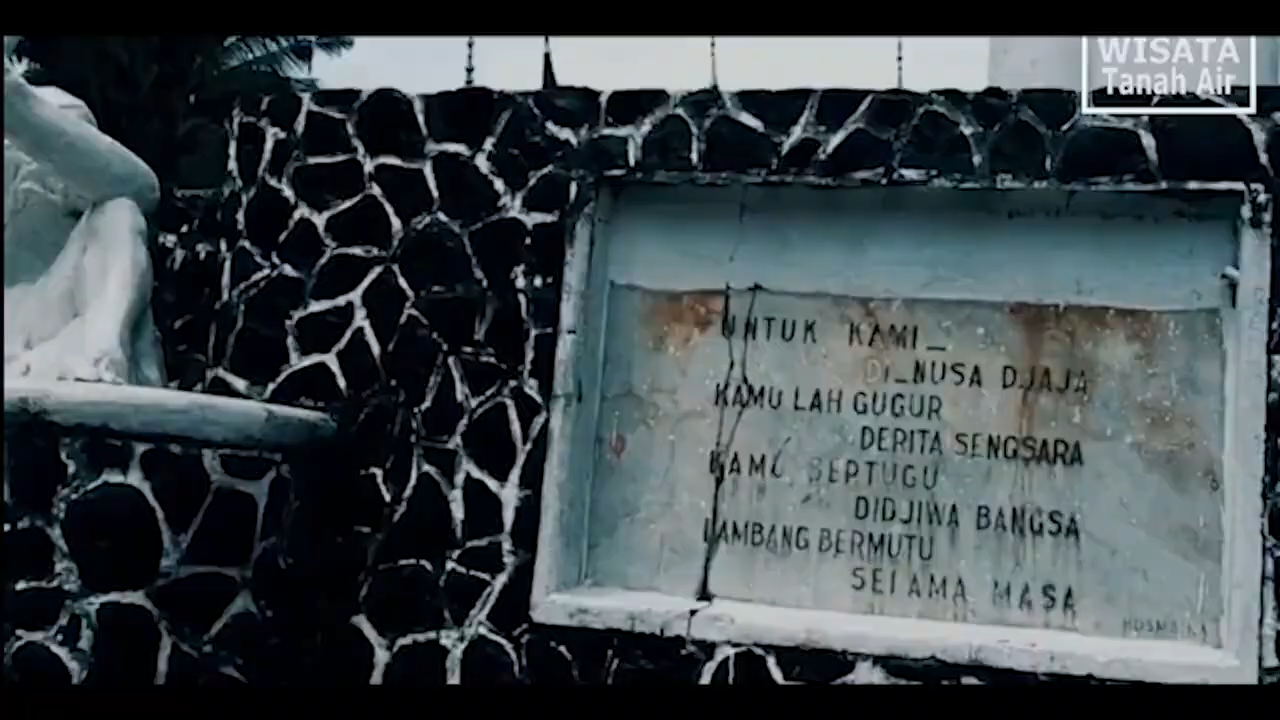 WISATA
Tanah Air
UNTUK KAMI_
DI_NUSA DJAJA
KAMU LAH GUGUR
DERITA SENGSARA
KAMU BERTUGU
DIDJIWA BANGSA
LAMBANG BERMUTU
SELAMA MASA